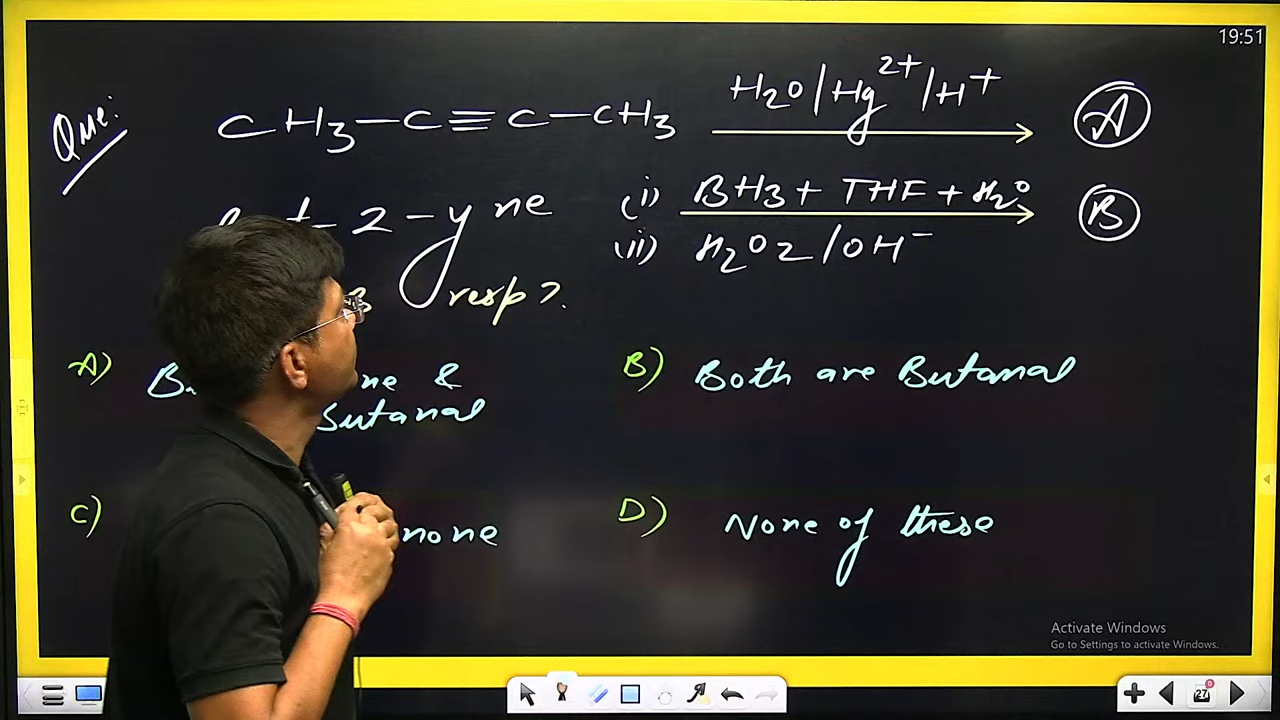 19:51
Que:
CH3-C≡C-CH3 H2O/Hg2+/H+ A
2-yne (i) BH3+THF+H2O B
(ii) H2O2/OH-
resp?.
A) ne &
Butanal
B) Both are Butanal
C) none
D) None of these
Activate Windows
Go to Settings to activate Windows.
27